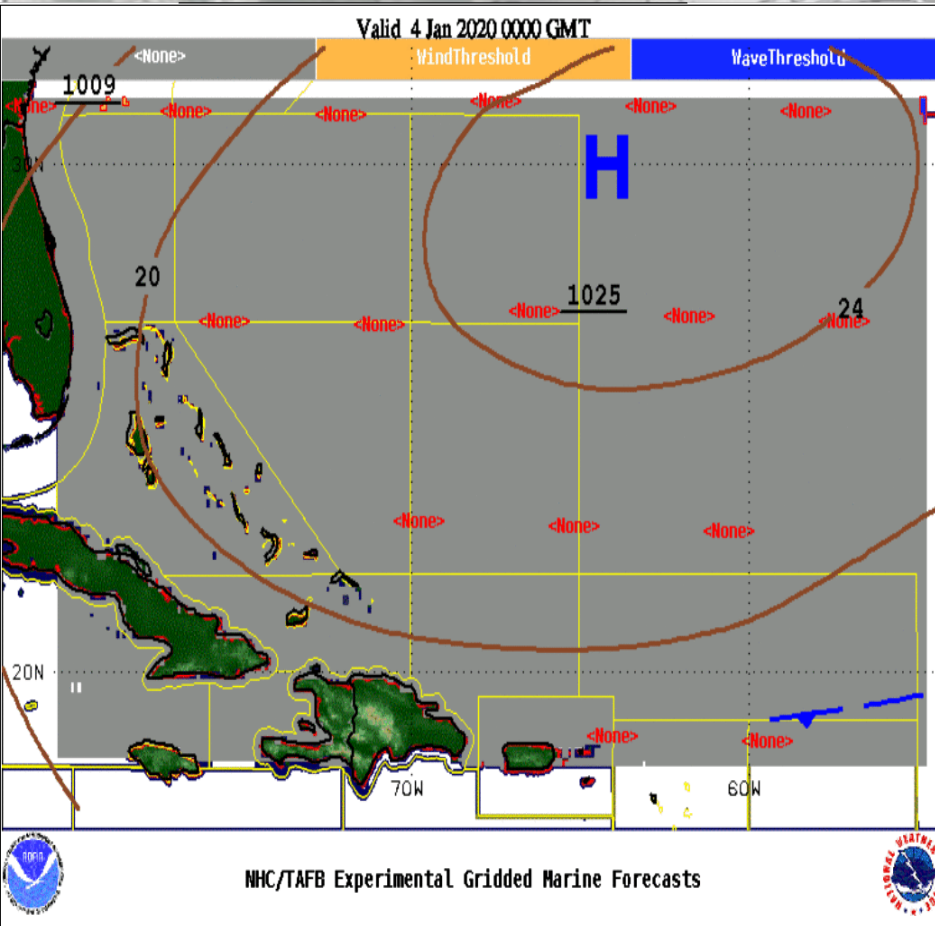 Valid 4 Jan 2020 0000 GMT
<None> WindThreshold WaveThreshold
1009
<None> <None> <None> <None> <None> <None>
30N
H
20
1025
24
<None> <None> <None> <None> <None>
<None> <None> <None>
20N
<None> <None>
70W 60W
NOAA
NHC/TAFB Experimental Gridded Marine Forecasts